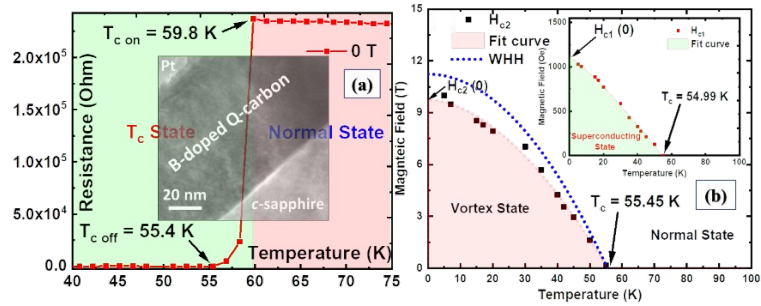 (a)
T_c on = 59.8 K
0 T
Pt
B-doped Q-carbon
T_c State
Normal State
20 nm
c-sapphire
T_c off = 55.4 K
Temperature (K)
Resistance (Ohm)
2.0x10^5
1.5x10^5
1.0x10^5
5.0x10^4
0.0
40 45 50 55 60 65 70 75
H_c2
Fit curve
WHH
H_c2 (0)
Vortex State
Normal State
T_c = 55.45 K
(b)
Magnteic Field (T)
15
12
9
6
3
0
0 10 20 30 40 50 60 70 80 90 100
Temperature (K)
H_c1
Fit curve
H_c1 (0)
T_c = 54.99 K
Superconducting
State
Magnetic Field (Oe)
1500
1000
500
0
0 20 40 60 80 100
Temperature (K)